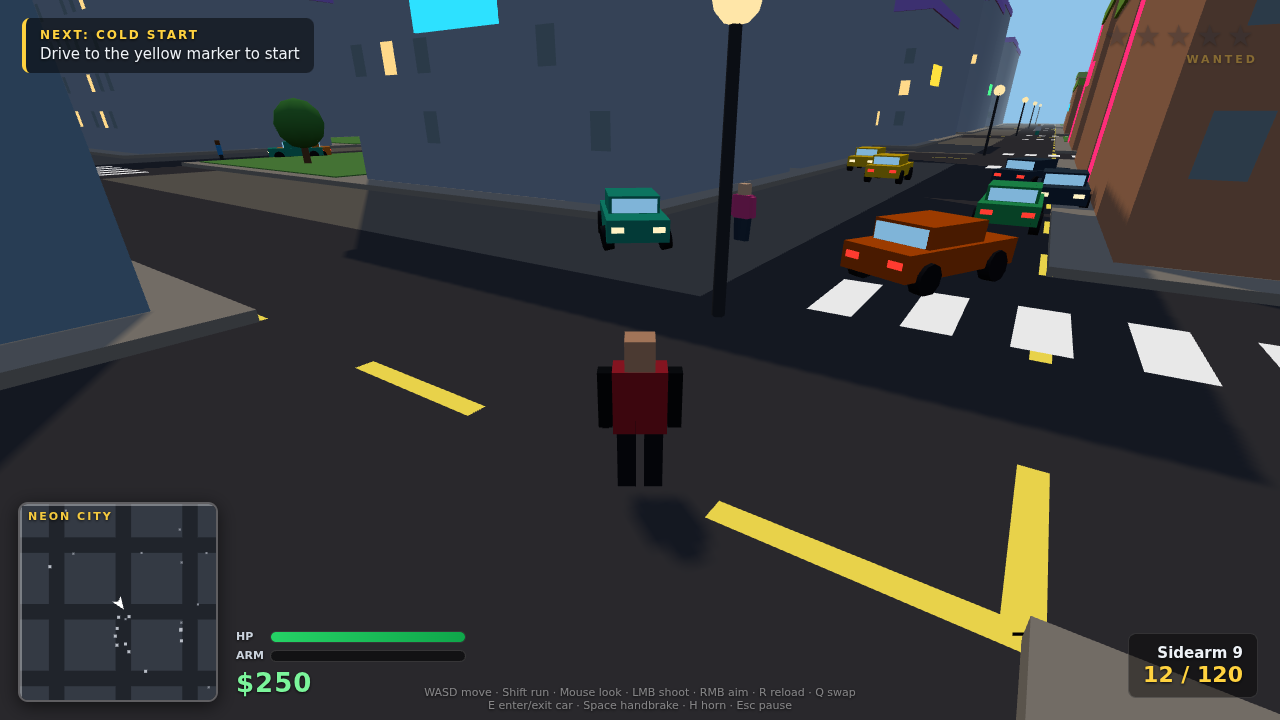 NEXT: COLD START
Drive to the yellow marker to start
★★★★★
WANTED
NEON CITY
HP
ARM
$250
WASD move · Shift run · Mouse look · LMB shoot · RMB aim · R reload · Q swap
E enter/exit car · Space handbrake · H horn · Esc pause
Sidearm 9
12 / 120